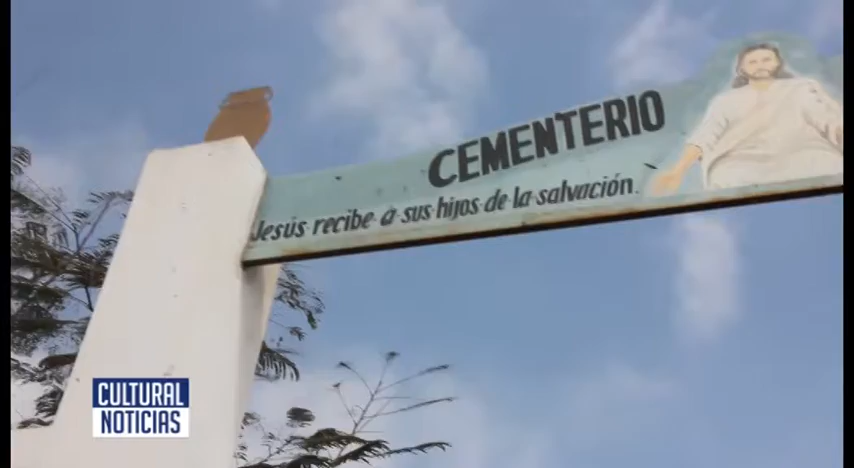 CEMENTERIO
Jesús recibe a sus hijos de la salvación.
CULTURAL
NOTICIAS